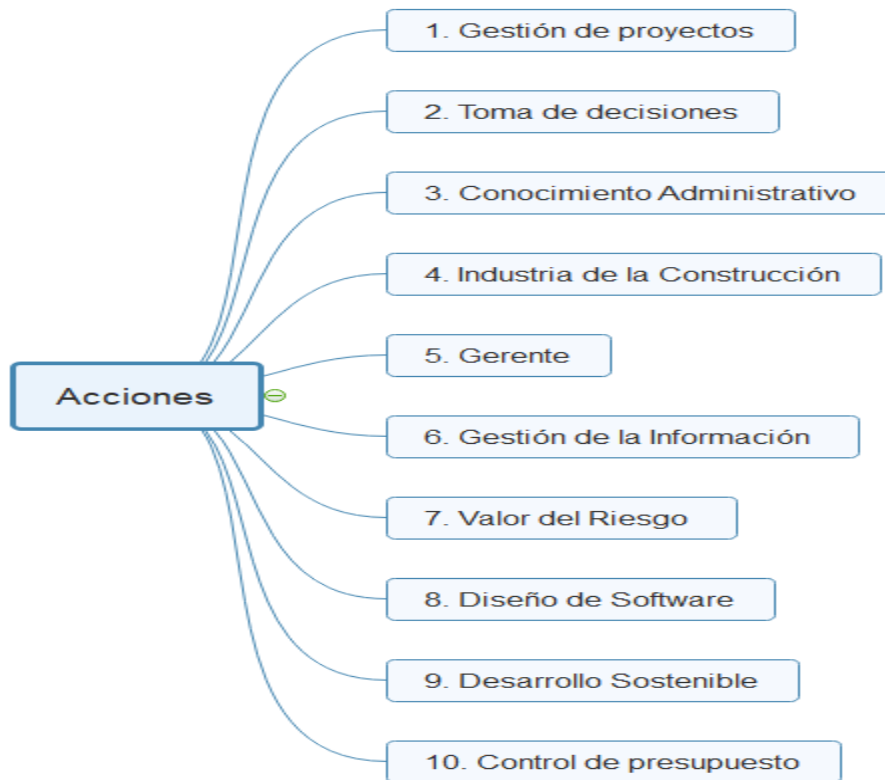 1. Gestión de proyectos
2. Toma de decisiones
3. Conocimiento Administrativo
4. Industria de la Construcción
5. Gerente
Acciones
6. Gestión de la Información
7. Valor del Riesgo
8. Diseño de Software
9. Desarrollo Sostenible
10. Control de presupuesto